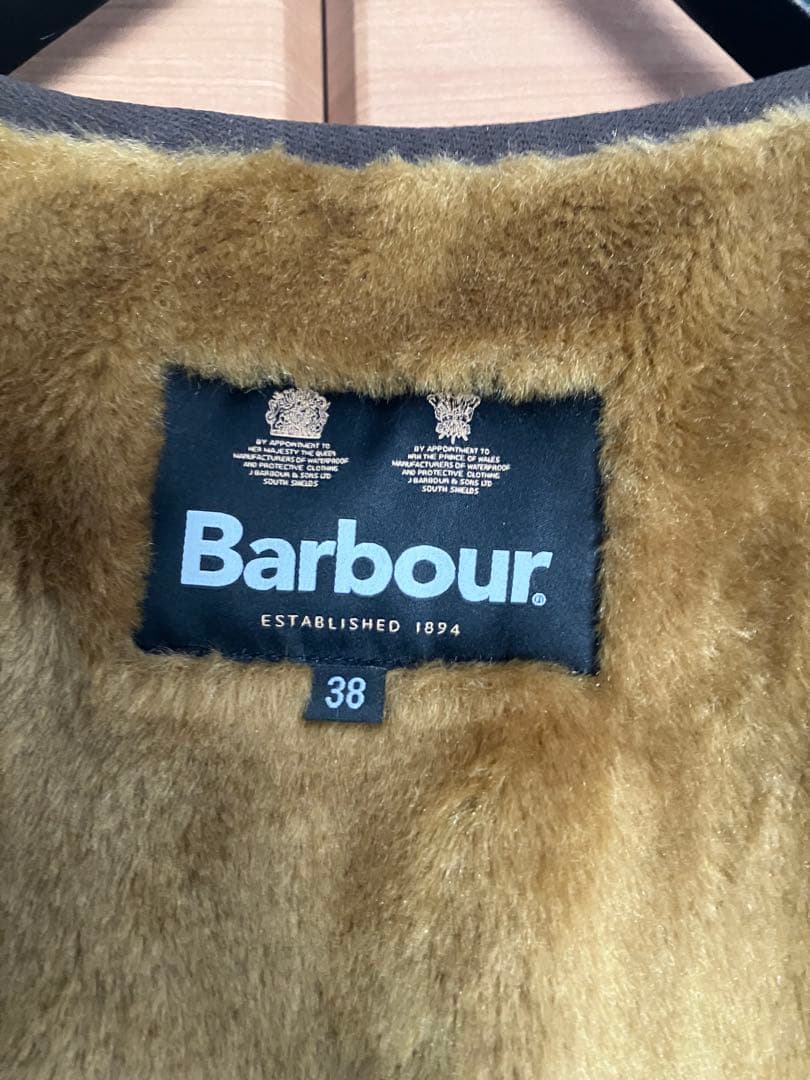 BY APPOINTMENT TO
HER MAJESTY THE QUEEN
MANUFACTURERS OF WATERPROOF
AND PROTECTIVE CLOTHING
J BARBOUR & SONS LTD
SOUTH SHIELDS
BY APPOINTMENT TO
HRH THE PRINCE OF WALES
MANUFACTURERS OF WATERPROOF
AND PROTECTIVE CLOTHING
J BARBOUR & SONS LTD
SOUTH SHIELDS
Barbour®
ESTABLISHED 1894
38